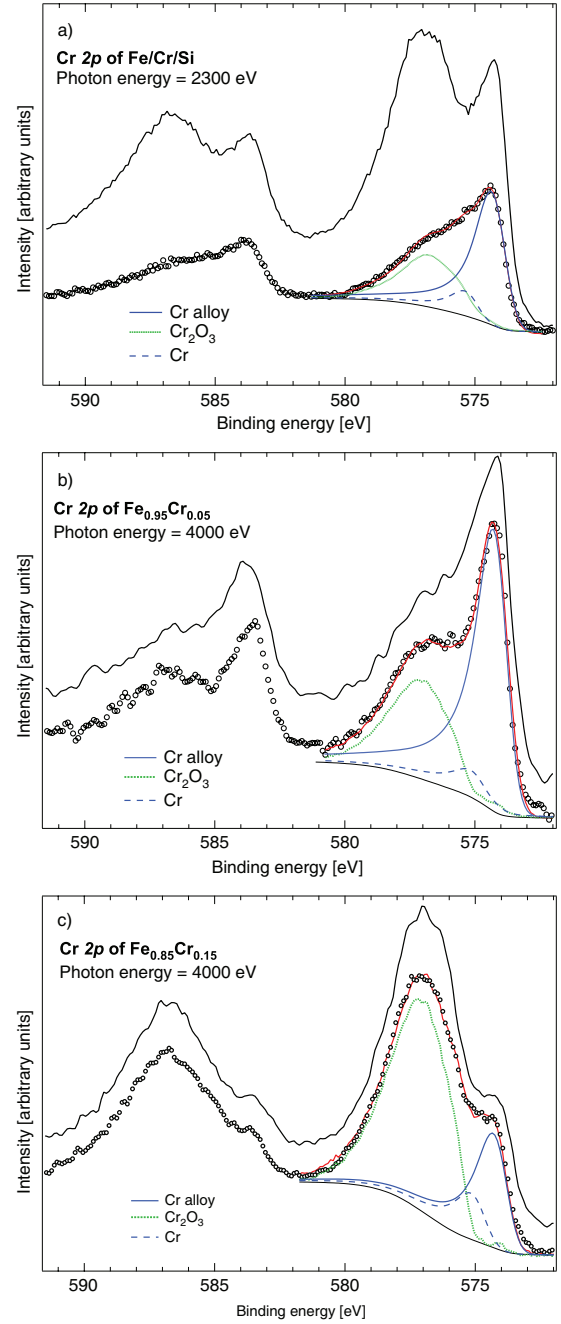 a)
Cr 2p of Fe/Cr/Si
Photon energy = 2300 eV
Intensity [arbitrary units]
Cr alloy
Cr₂O₃
Cr
590 585 580 575
Binding energy [eV]
b)
Cr 2p of Fe₀.₉₅Cr₀.₀₅
Photon energy = 4000 eV
Intensity [arbitrary units]
Cr alloy
Cr₂O₃
Cr
590 585 580 575
Binding energy [eV]
c)
Cr 2p of Fe₀.₈₅Cr₀.₁₅
Photon energy = 4000 eV
Intensity [arbitrary units]
Cr alloy
Cr₂O₃
Cr
590 585 580 575
Binding energy [eV]